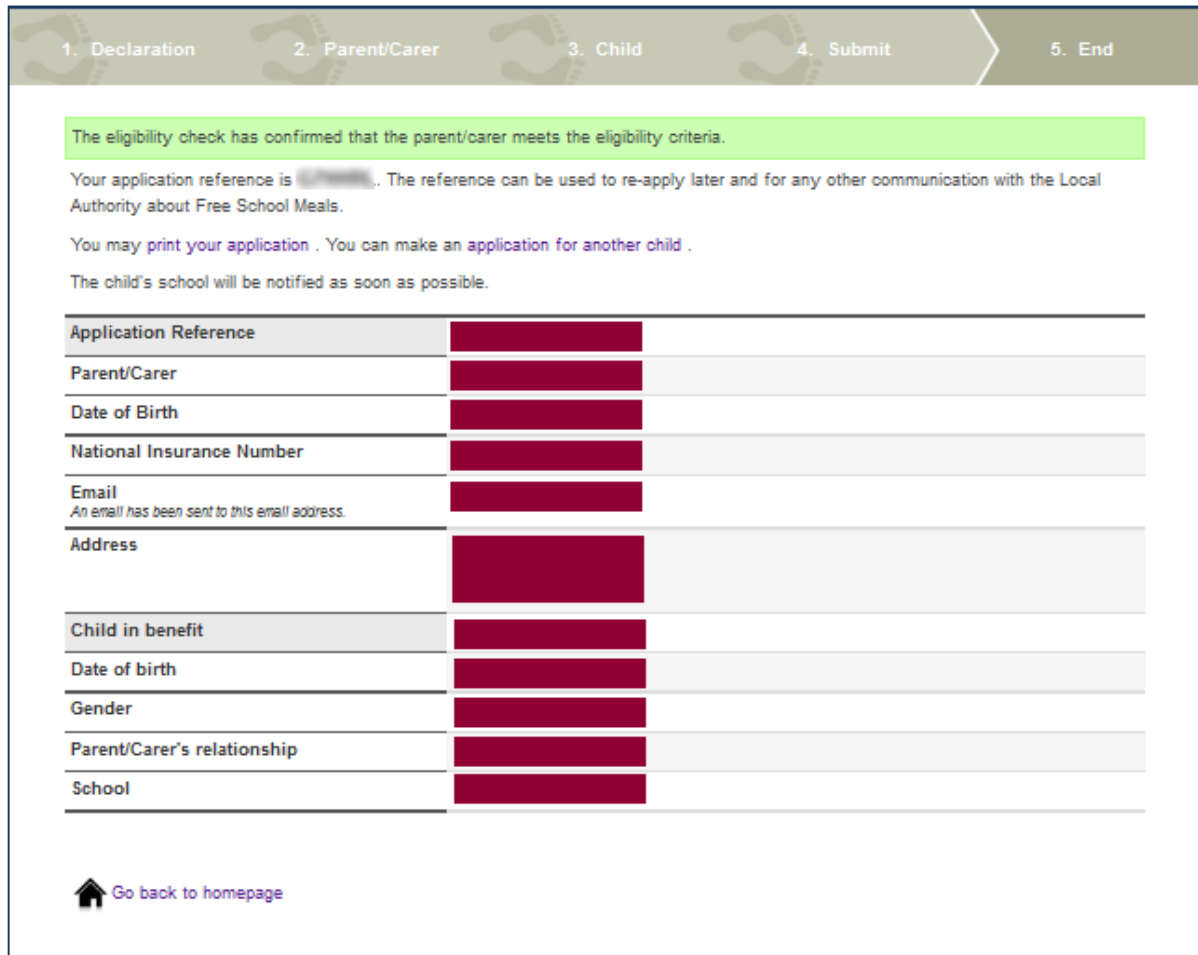 1. Declaration 2. Parent/Carer 3. Child 4. Submit 5. End
The eligibility check has confirmed that the parent/carer meets the eligibility criteria.
Your application reference is .. The reference can be used to re-apply later and for any other communication with the Local
Authority about Free School Meals.
You may print your application . You can make an application for another child .
The child's school will be notified as soon as possible.
Application Reference
Parent/Carer
Date of Birth
National Insurance Number
Email
An email has been sent to this email address.
Address
Child in benefit
Date of birth
Gender
Parent/Carer's relationship
School
Go back to homepage